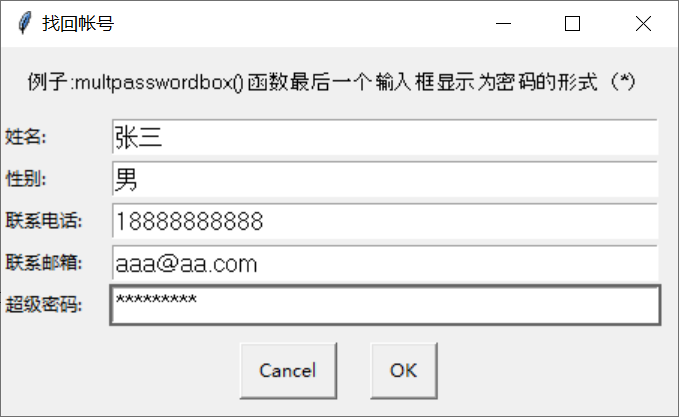 找回帐号
例子:multpasswordbox()函数最后一个输入框显示为密码的形式（*）
姓名: 张三
性别: 男
联系电话: 18888888888
联系邮箱: aaa@aa.com
超级密码: *********
Cancel OK